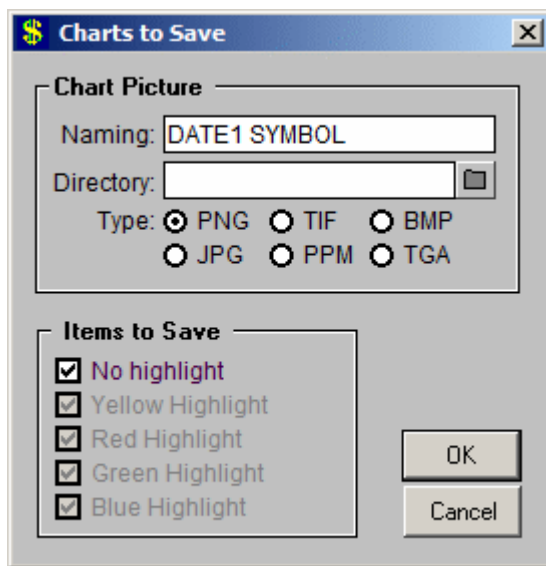 $ Charts to Save
Chart Picture
Naming: DATE1 SYMBOL
Directory:
Type: PNG TIF BMP
JPG PPM TGA
Items to Save
No highlight
Yellow Highlight
Red Highlight
Green Highlight
Blue Highlight
OK
Cancel